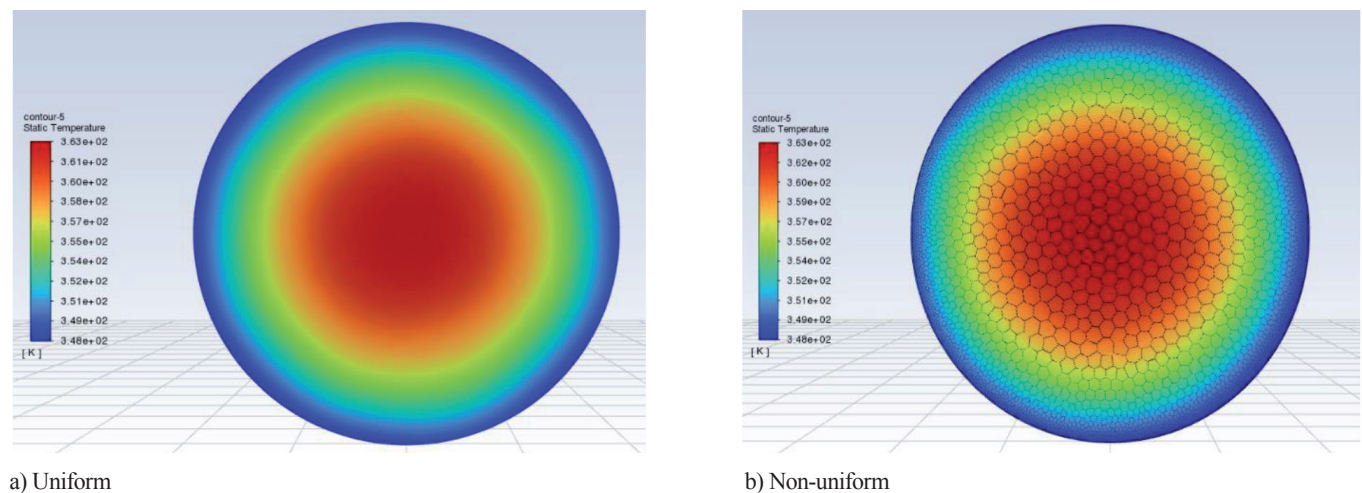 contour-5
Static Temperature
3.63e+02
3.61e+02
3.60e+02
3.58e+02
3.57e+02
3.55e+02
3.54e+02
3.52e+02
3.51e+02
3.49e+02
3.48e+02
[ K ]
contour-5
Static Temperature
3.63e+02
3.62e+02
3.60e+02
3.59e+02
3.57e+02
3.55e+02
3.54e+02
3.52e+02
3.51e+02
3.49e+02
3.48e+02
[ K ]
a) Uniform
b) Non-uniform